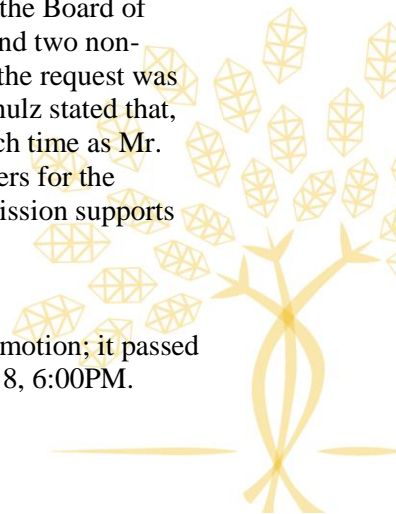 the Board of
nd two non-
the request was
hulz stated that,
ch time as Mr.
ers for the
ission supports
motion; it passed
8, 6:00PM.